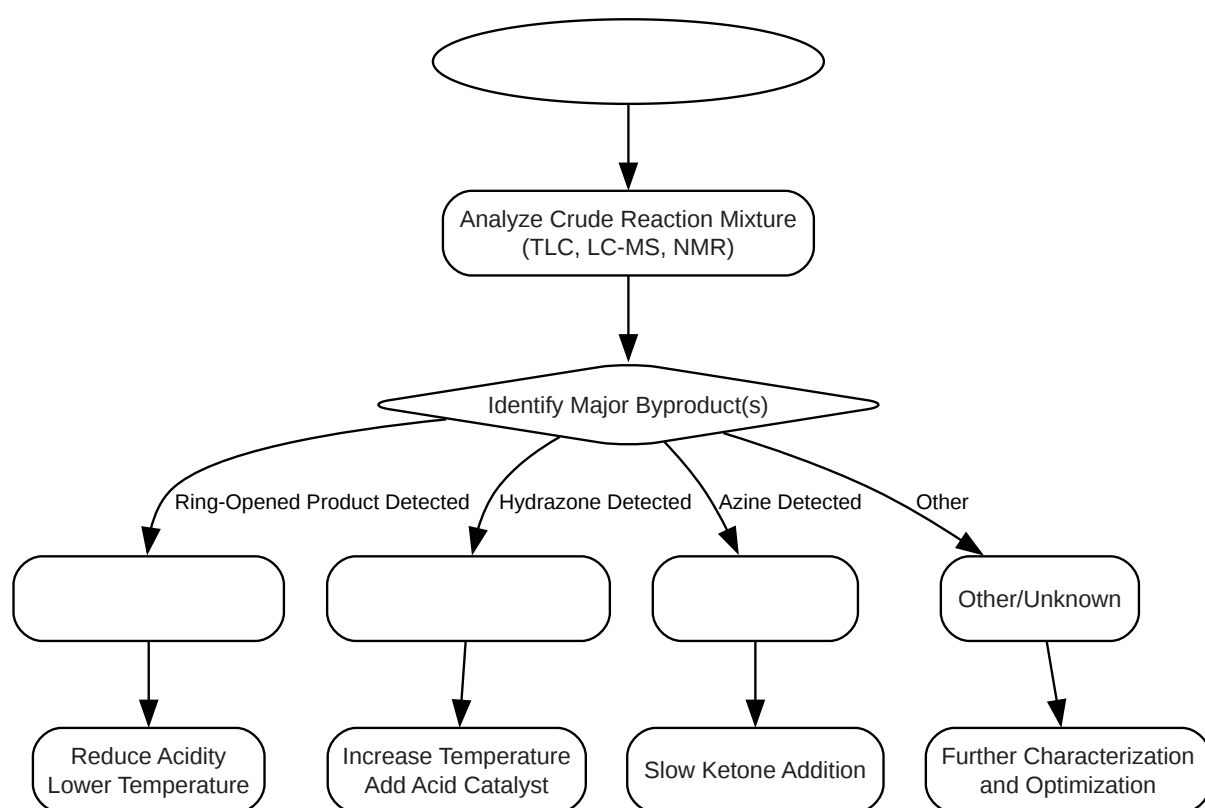 Analyze Crude Reaction Mixture
(TLC, LC-MS, NMR)
Identify Major Byproduct(s)
Ring-Opened Product Detected
Hydrazone Detected
Azine Detected
Other
Other/Unknown
Reduce Acidity
Lower Temperature
Increase Temperature
Add Acid Catalyst
Slow Ketone Addition
Further Characterization
and Optimization